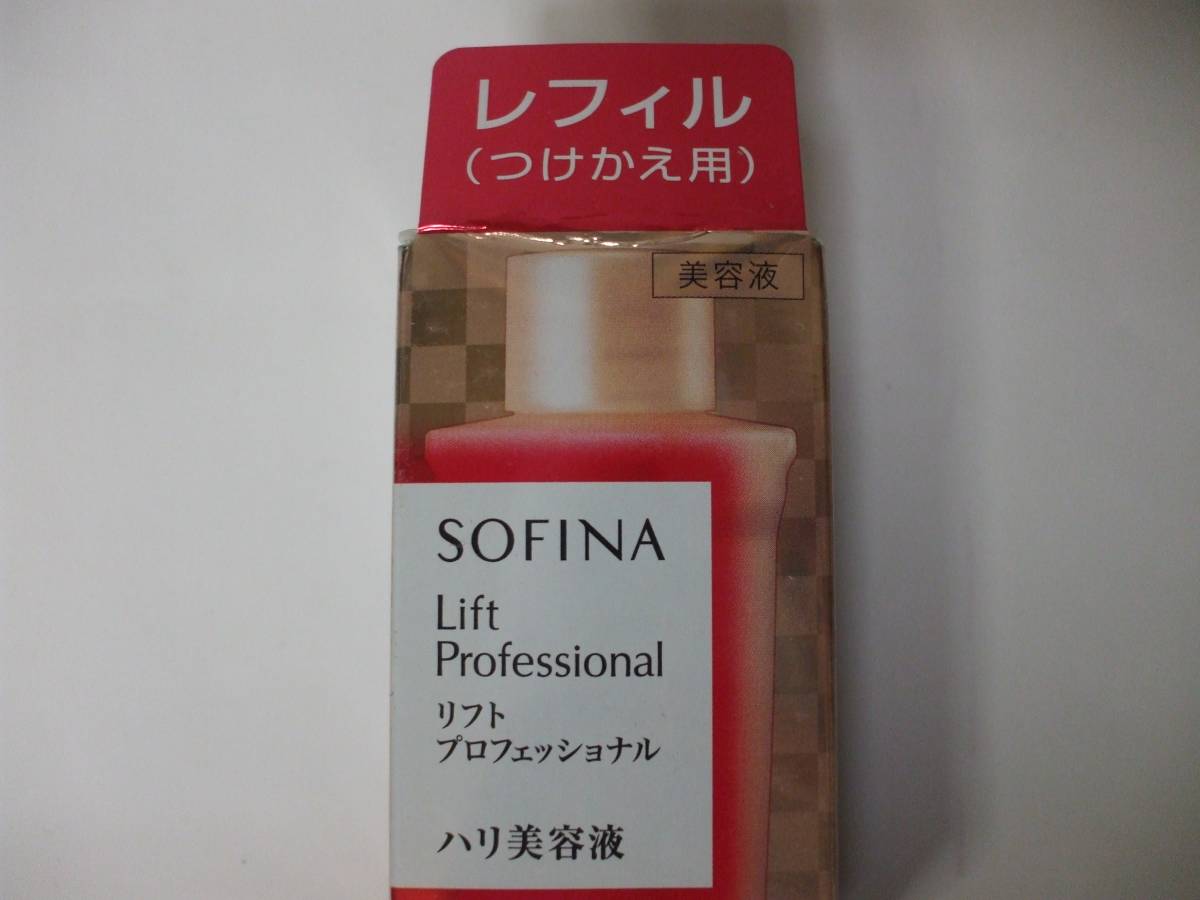 レフィル
(つけかえ用)
美容液
SOFINA
Lift
Professional
リフト
プロフェッショナル
ハリ美容液